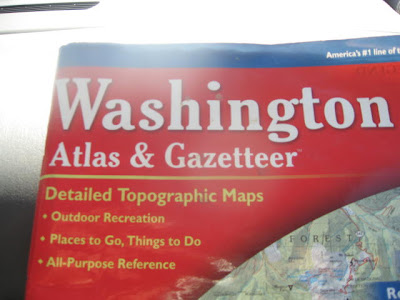 America's #1 line of
Washington
Atlas & Gazetteer™
Detailed Topographic Maps
• Outdoor Recreation
• Places to Go, Things to Do
• All-Purpose Reference
FOREST